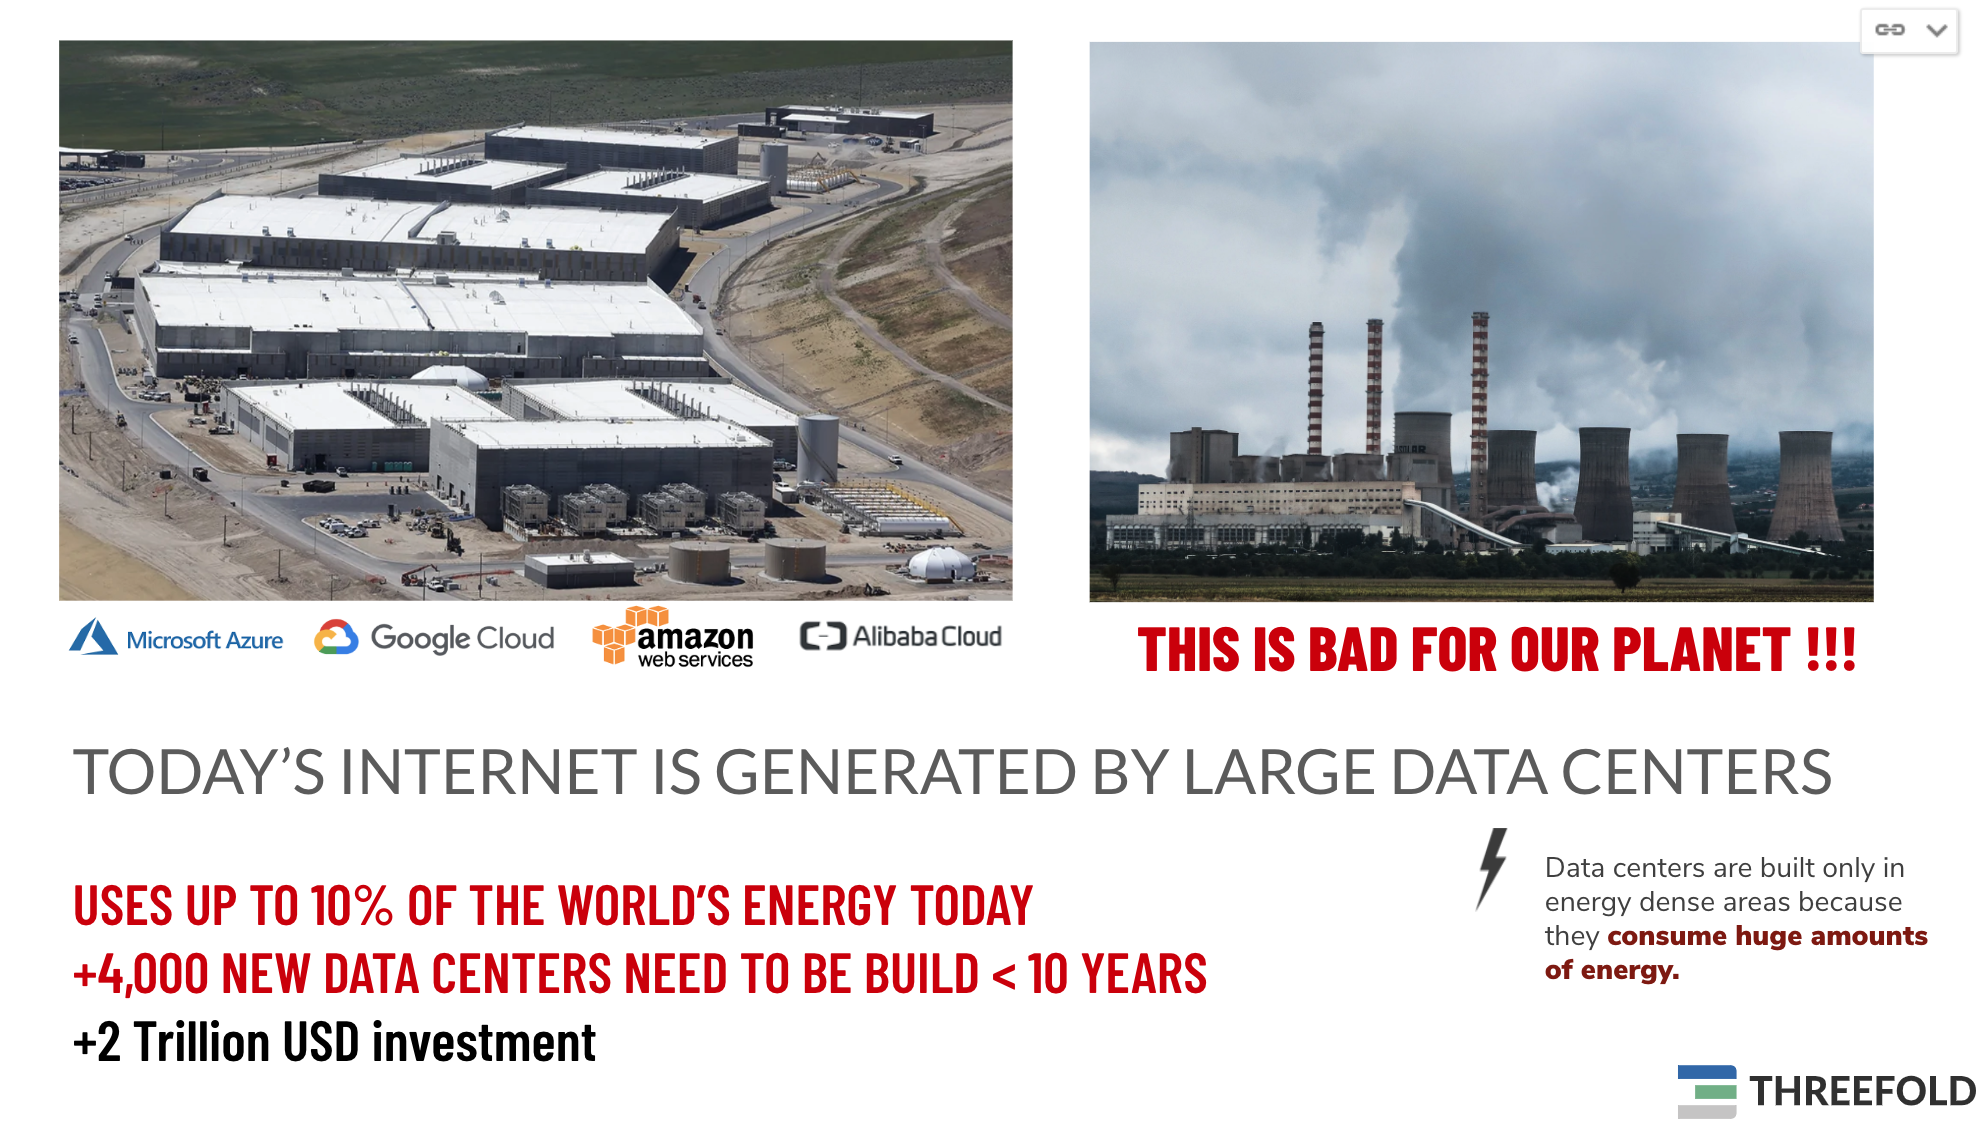 Microsoft Azure
Google Cloud
amazon
web services
Alibaba Cloud
THIS IS BAD FOR OUR PLANET !!!
TODAY’S INTERNET IS GENERATED BY LARGE DATA CENTERS
USES UP TO 10% OF THE WORLD’S ENERGY TODAY
+4,000 NEW DATA CENTERS NEED TO BE BUILD < 10 YEARS
+2 Trillion USD investment
Data centers are built only in
energy dense areas because
they consume huge amounts
of energy.
THREEFOLD